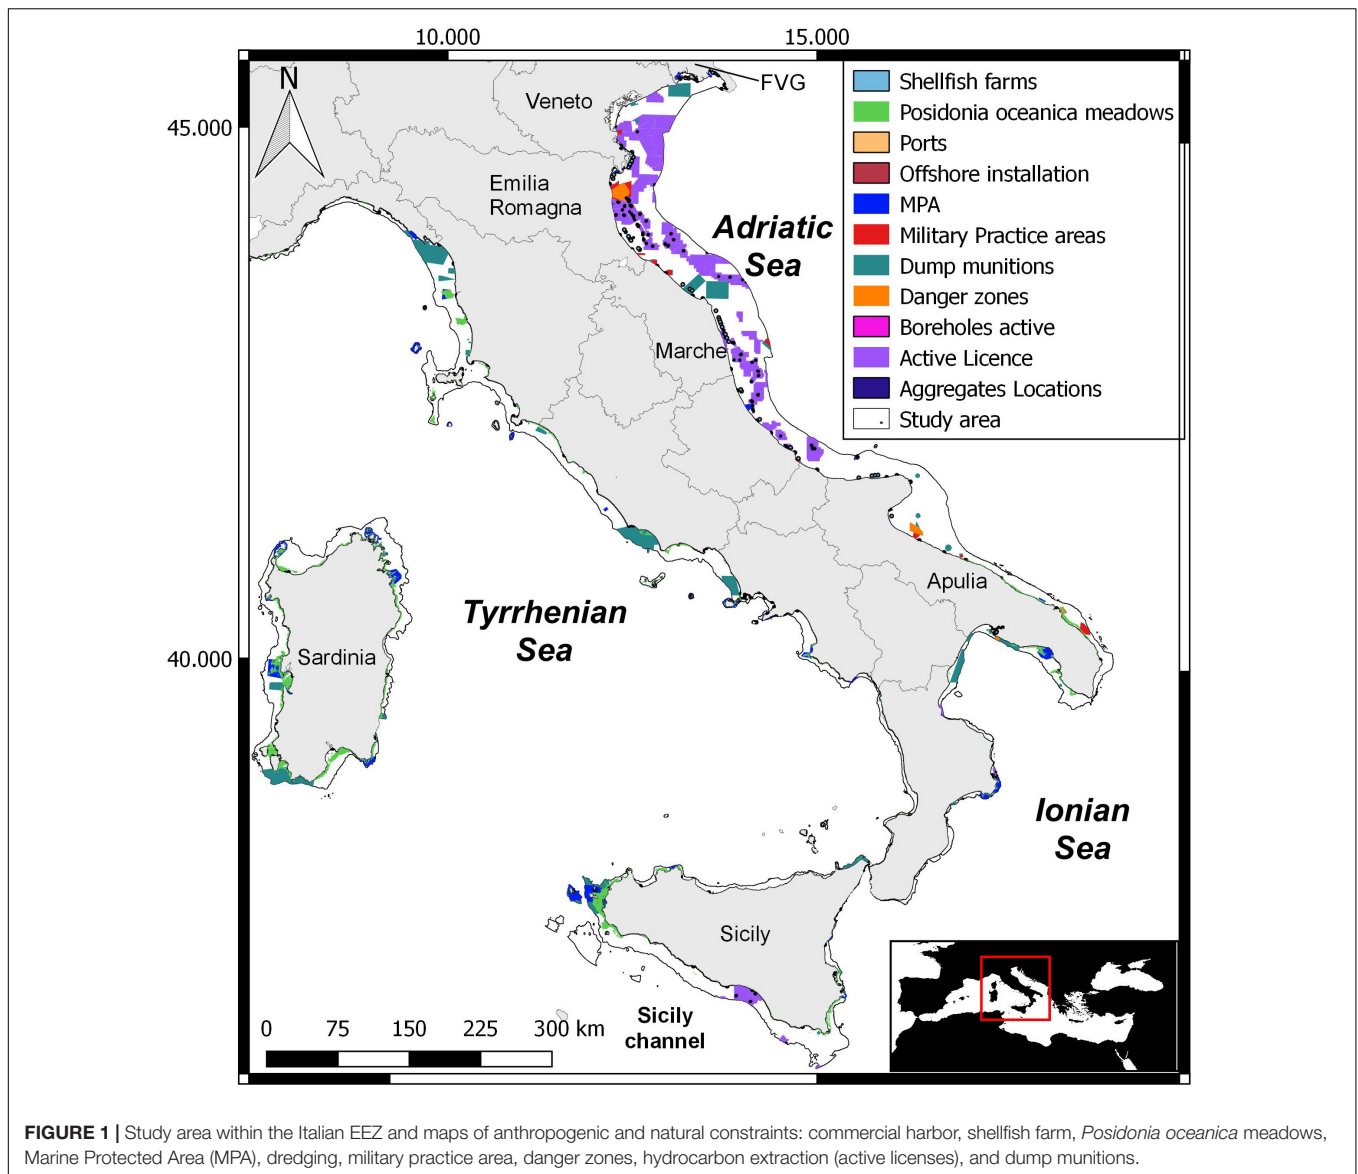 10.000 15.000
N
FVG
Veneto
45.000
Emilia
Romagna
Adriatic
Sea
Marche
Shellfish farms
Posidonia oceanica meadows
Ports
Offshore installation
MPA
Military Practice areas
Dump munitions
Danger zones
Boreholes active
Active Licence
Aggregates Locations
Study area
Apulia
Tyrrhenian
Sea
40.000
Sardinia
Ionian
Sea
Sicily
Sicily
channel
0 75 150 225 300 km
FIGURE 1 | Study area within the Italian EEZ and maps of anthropogenic and natural constraints: commercial harbor, shellfish farm, Posidonia oceanica meadows,
Marine Protected Area (MPA), dredging, military practice area, danger zones, hydrocarbon extraction (active licenses), and dump munitions.